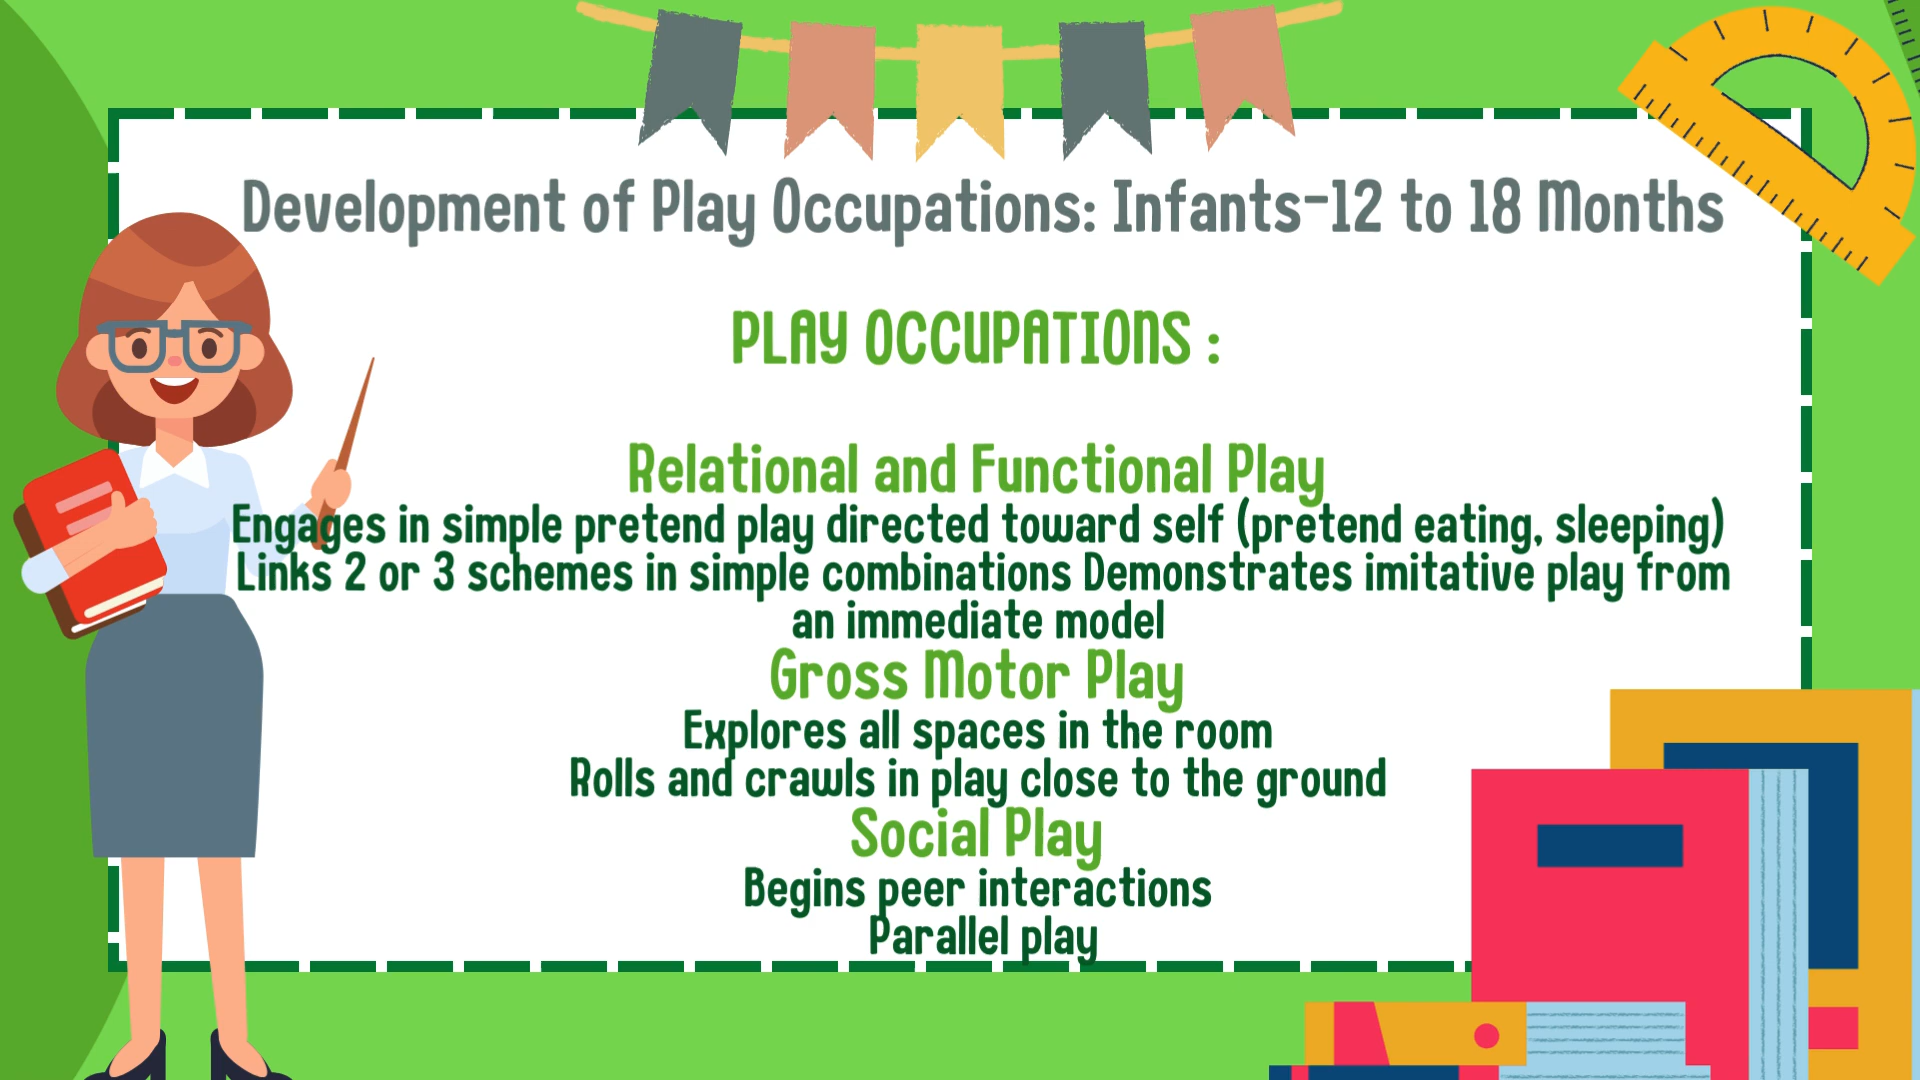 Development of Play Occupations: Infants-12 to 18 Months
PLAY OCCUPATIONS :
Relational and Functional Play
Engages in simple pretend play directed toward self (pretend eating, sleeping)
Links 2 or 3 schemes in simple combinations Demonstrates imitative play from
an immediate model
Gross Motor Play
Explores all spaces in the room
Rolls and crawls in play close to the ground
Social Play
Begins peer interactions
Parallel play